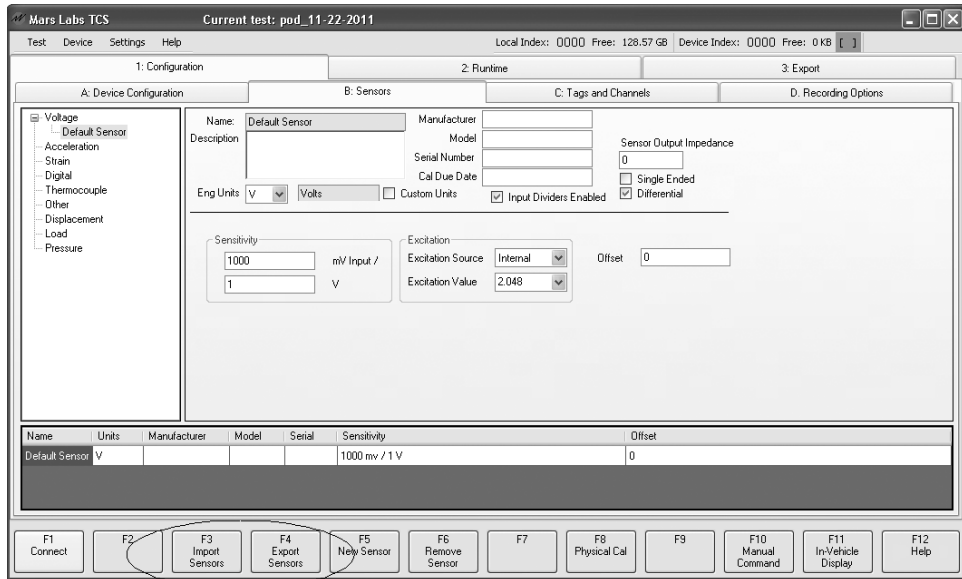 Mars Labs TCS Current test: pod_11-22-2011
Test Device Settings Help Local Index: 0000 Free: 128.57 GB Device Index: 0000 Free: 0 KB [ ]
1: Configuration 2: Runtime 3: Export
A: Device Configuration B: Sensors C: Tags and Channels D. Recording Options
Voltage
Default Sensor
Acceleration
Strain
Digital
Thermocouple
Other
Displacement
Load
Pressure
Name: Default Sensor
Description
Eng Units V Volts Custom Units
Manufacturer
Model
Serial Number
Cal Due Date
Input Dividers Enabled
Sensor Output Impedance
0
Single Ended
Differential
Sensitivity
1000 mV Input /
1 V
Excitation
Excitation Source Internal
Excitation Value 2.048
Offset 0
Name Units Manufacturer Model Serial Sensitivity Offset
Default Sensor V 1000 mv / 1 V 0
F1 Connect
F2
F3 Import Sensors
F4 Export Sensors
F5 New Sensor
F6 Remove Sensor
F7
F8 Physical Cal
F9
F10 Manual Command
F11 In-Vehicle Display
F12 Help